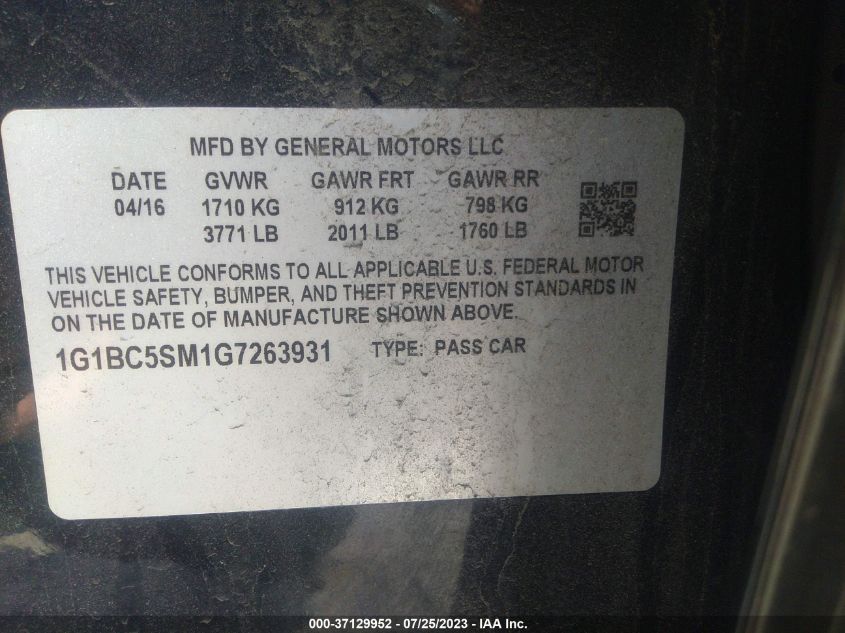 MFD BY GENERAL MOTORS LLC
DATE GVWR GAWR FRT GAWR RR
04/16 1710 KG 912 KG 798 KG
3771 LB 2011 LB 1760 LB
THIS VEHICLE CONFORMS TO ALL APPLICABLE U.S. FEDERAL MOTOR
VEHICLE SAFETY, BUMPER, AND THEFT PREVENTION STANDARDS IN
ON THE DATE OF MANUFACTURE SHOWN ABOVE.
1G1BC5SM1G7263931 TYPE: PASS CAR
000-37129952 - 07/25/2023 - IAA Inc.